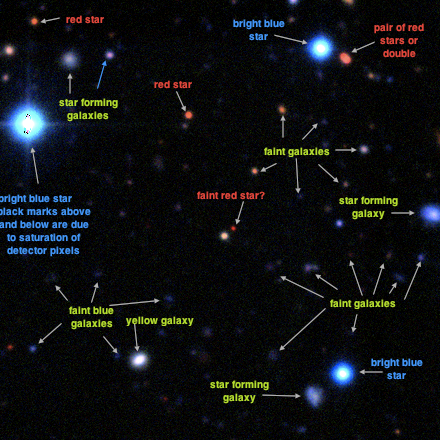 red star
bright blue
star
pair of red
stars or
double
star forming
galaxies
red star
faint galaxies
bright blue star
black marks above
and below are due
to saturation of
detector pixels
faint red star?
star forming
galaxy
faint blue
galaxies
yellow galaxy
faint galaxies
bright blue
star
star forming
galaxy